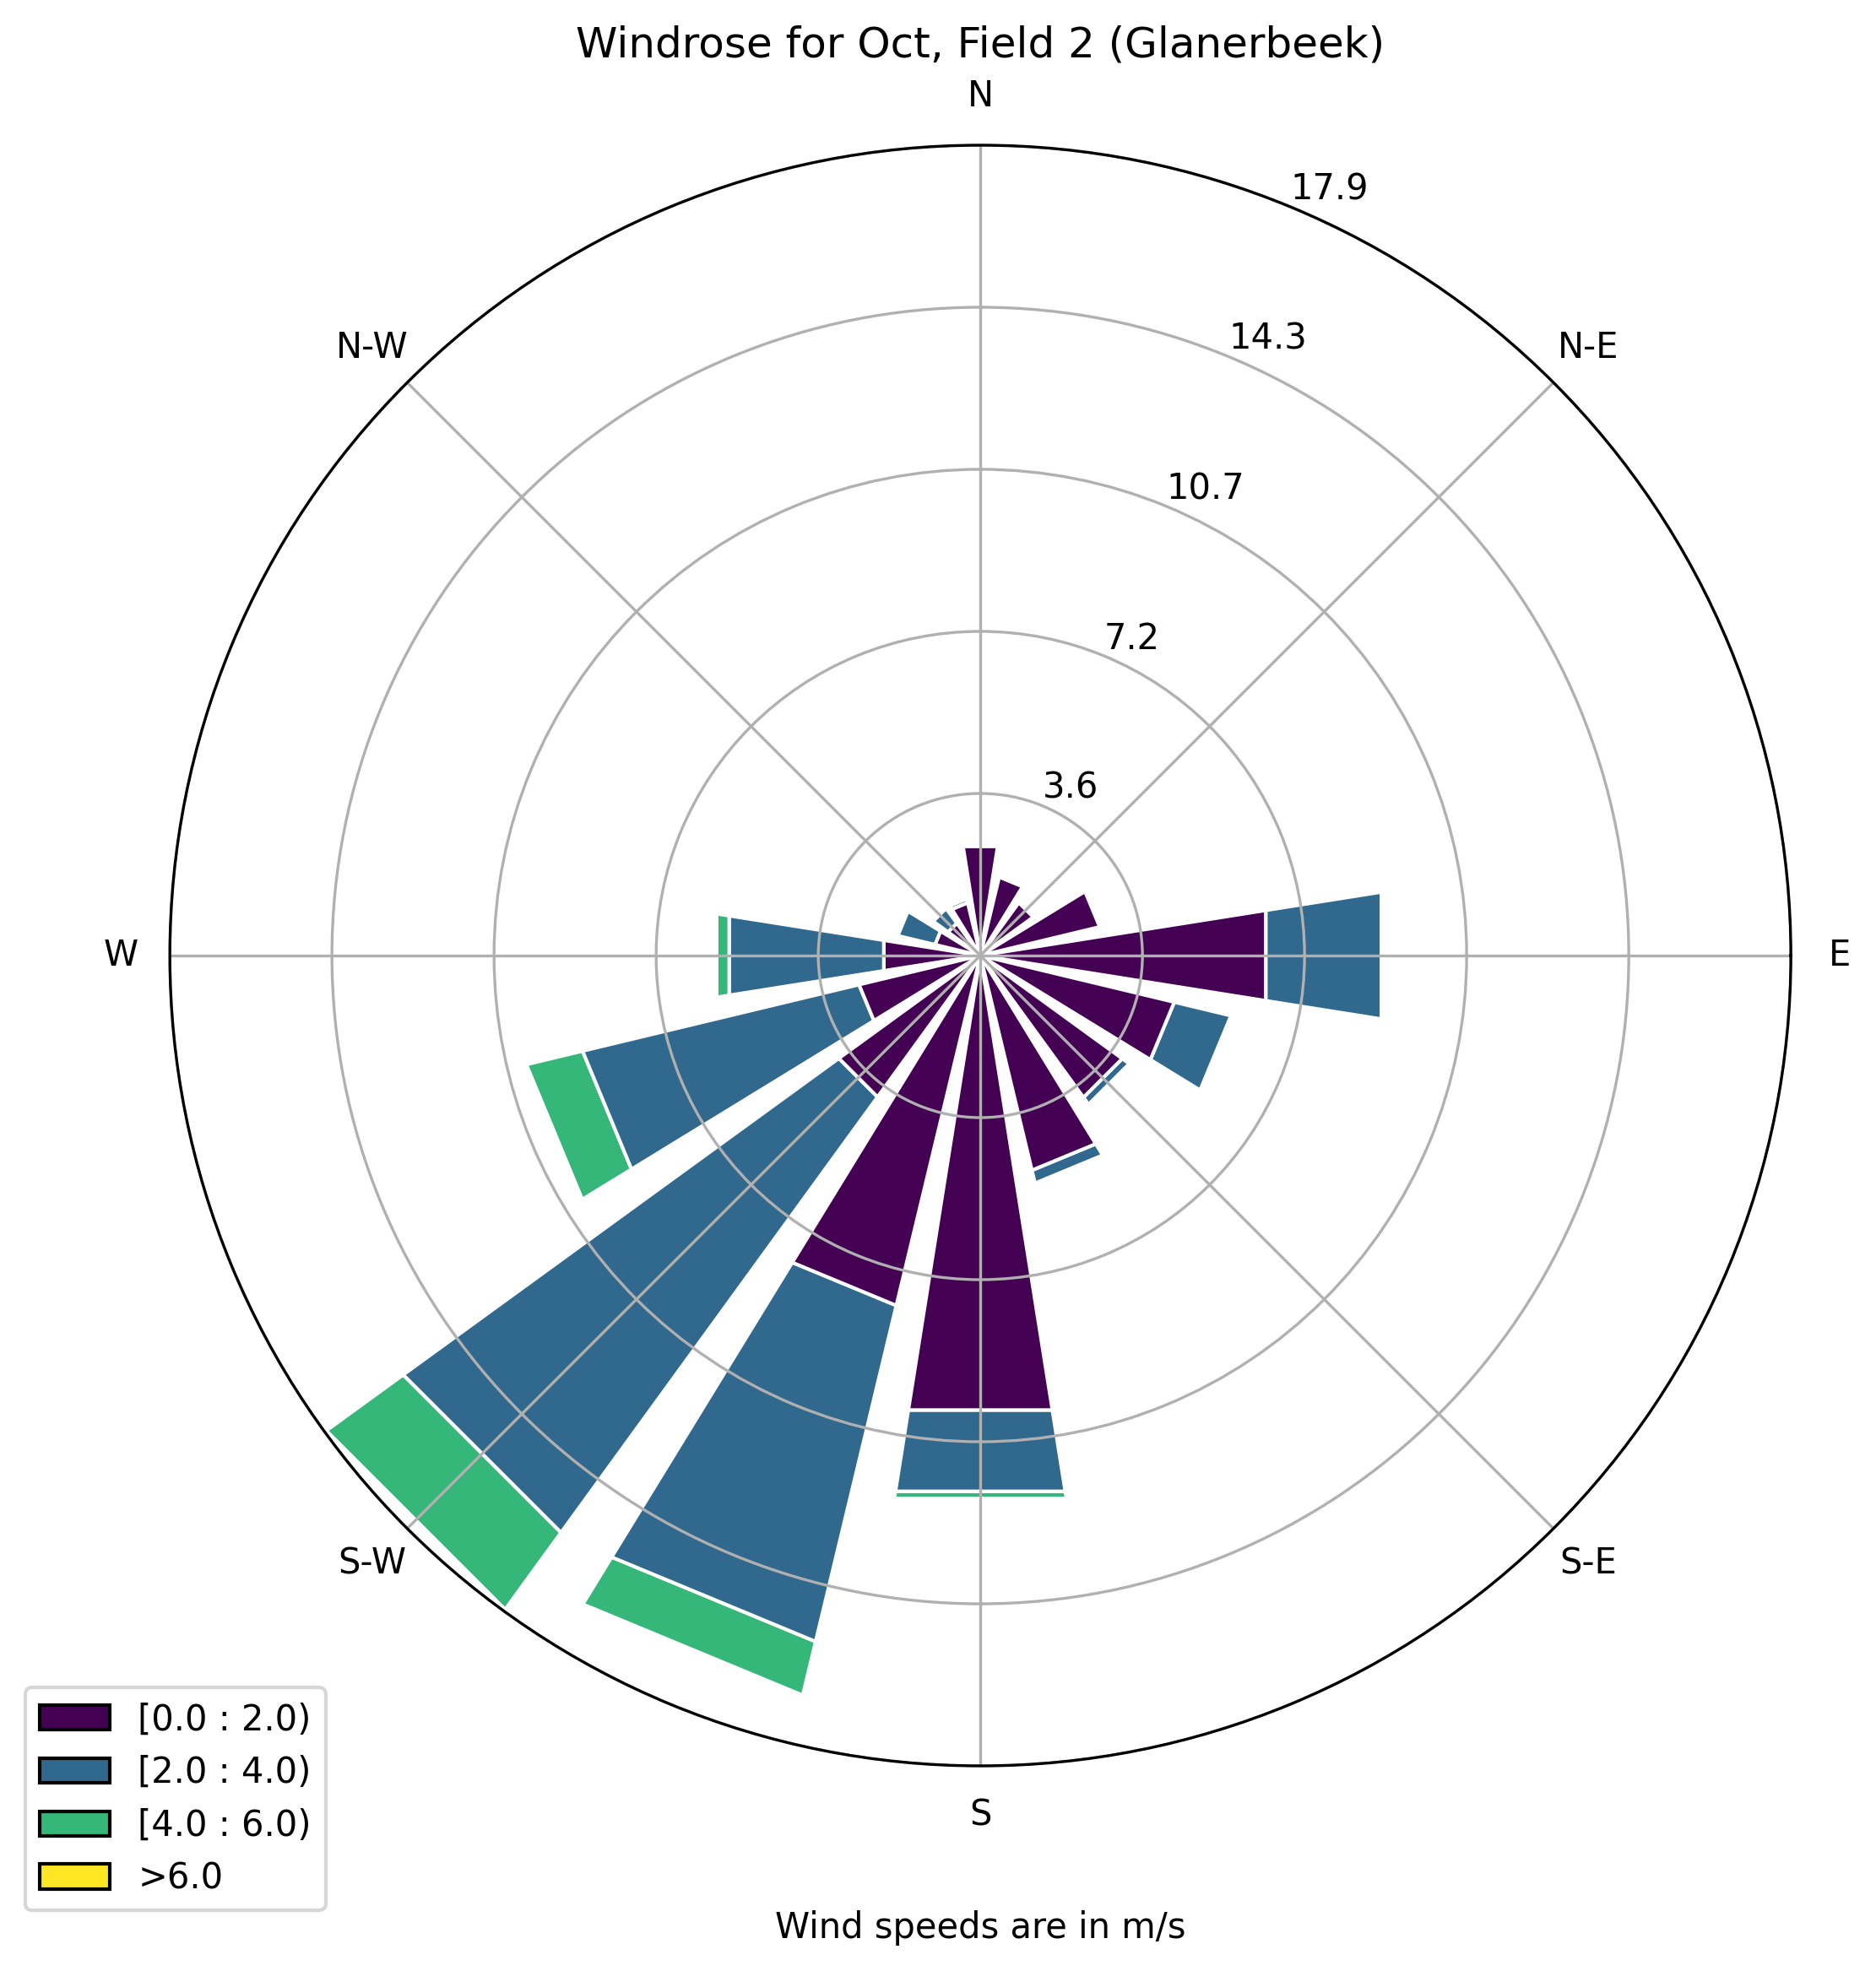 Windrose for Oct, Field 2 (Glanerbeek)
N
17.9
N-W
14.3
N-E
10.7
7.2
3.6
W
E
S-W
S-E
[0.0 : 2.0)
[2.0 : 4.0)
[4.0 : 6.0)
>6.0
S
Wind speeds are in m/s